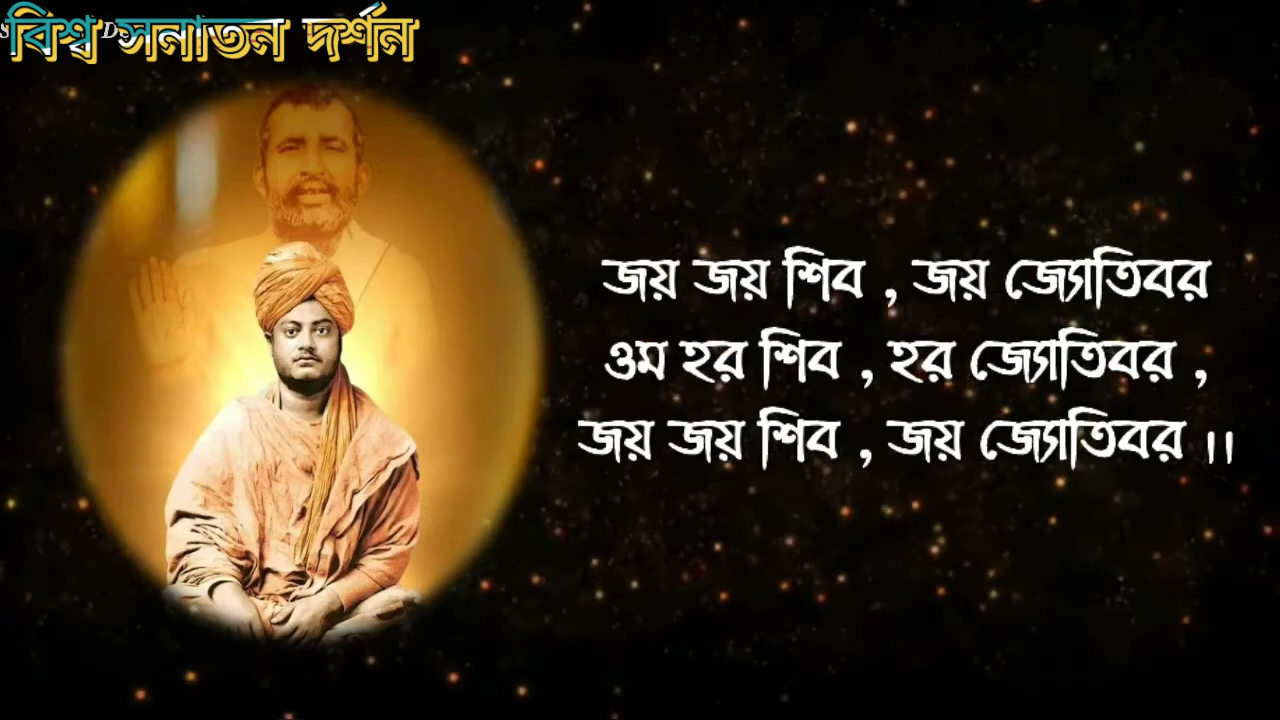 বিশ্ব সনাতন দর্শন
জয় জয় শিব , জয় জ্যোতিবর
ওম হর শিব , হর জ্যোতিবর ,
জয় জয় শিব , জয় জ্যোতিবর ।।